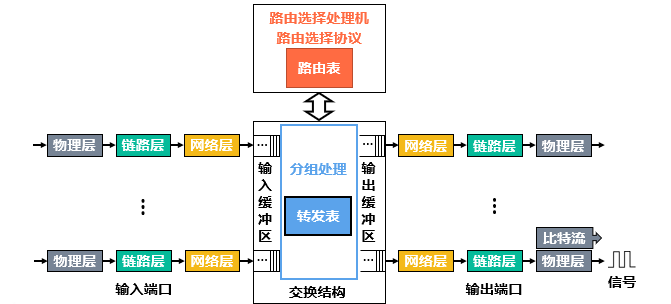 路由选择处理机
路由选择协议
路由表
物理层 链路层 网络层 … … 网络层 链路层 物理层
分组处理
输入缓冲区
输出缓冲区
转发表
⋮ ⋮
比特流
物理层 链路层 网络层 … … 网络层 链路层 物理层
输入端口 交换结构 输出端口 信号